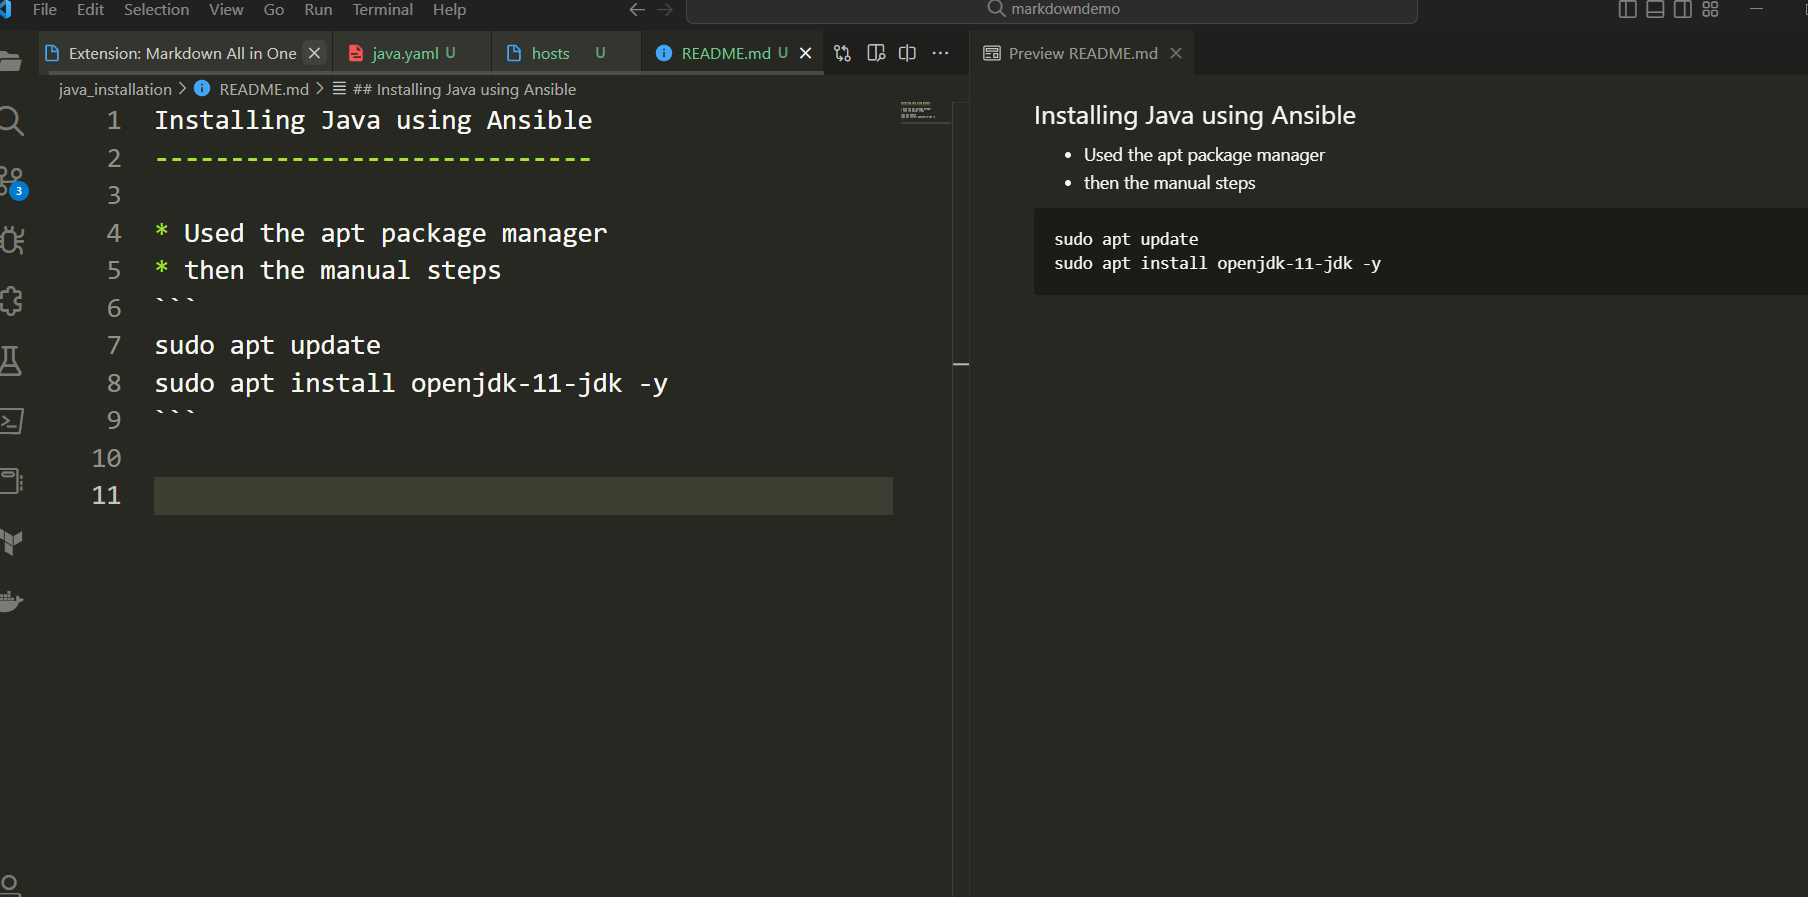 File Edit Selection View Go Run Terminal Help
markdowndemo
Extension: Markdown All in One
java.yaml U
hosts U
README.md U
Preview README.md
java_installation > README.md > ## Installing Java using Ansible
1 Installing Java using Ansible
2 -----------------------------
3
4 * Used the apt package manager
5 * then the manual steps
6 ```
7 sudo apt update
8 sudo apt install openjdk-11-jdk -y
9 ```
10
11
3
Installing Java using Ansible
• Used the apt package manager
• then the manual steps
sudo apt update
sudo apt install openjdk-11-jdk -y